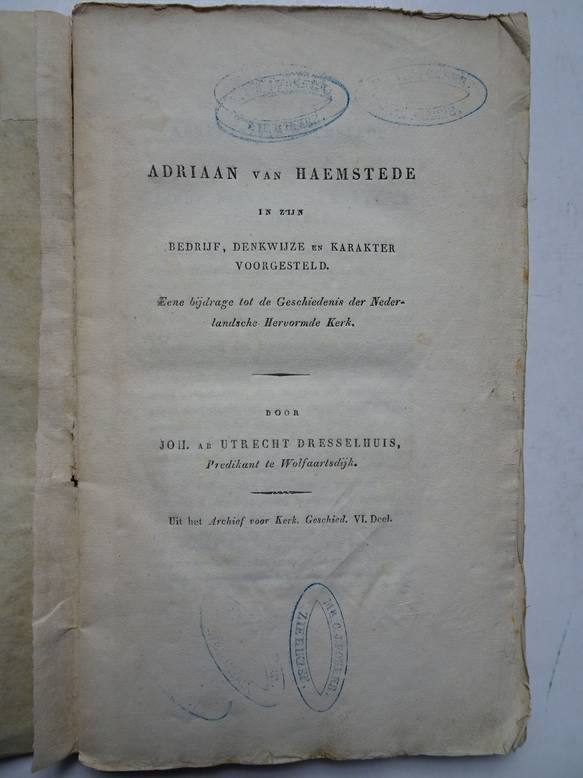 ADRIAAN VAN HAEMSTEDE
IN ZIJN
BEDRIJF, DENKWIJZE EN KARAKTER
VOORGESTELD.
Eene bijdrage tot de Geschiedenis der Neder-
landsche Hervormde Kerk.
DOOR
JOH. AB UTRECHT DRESSELHUIS,
Predikant te Wolfaartsdijk.
Uit het Archief voor Kerk. Geschied. VI. Deel.